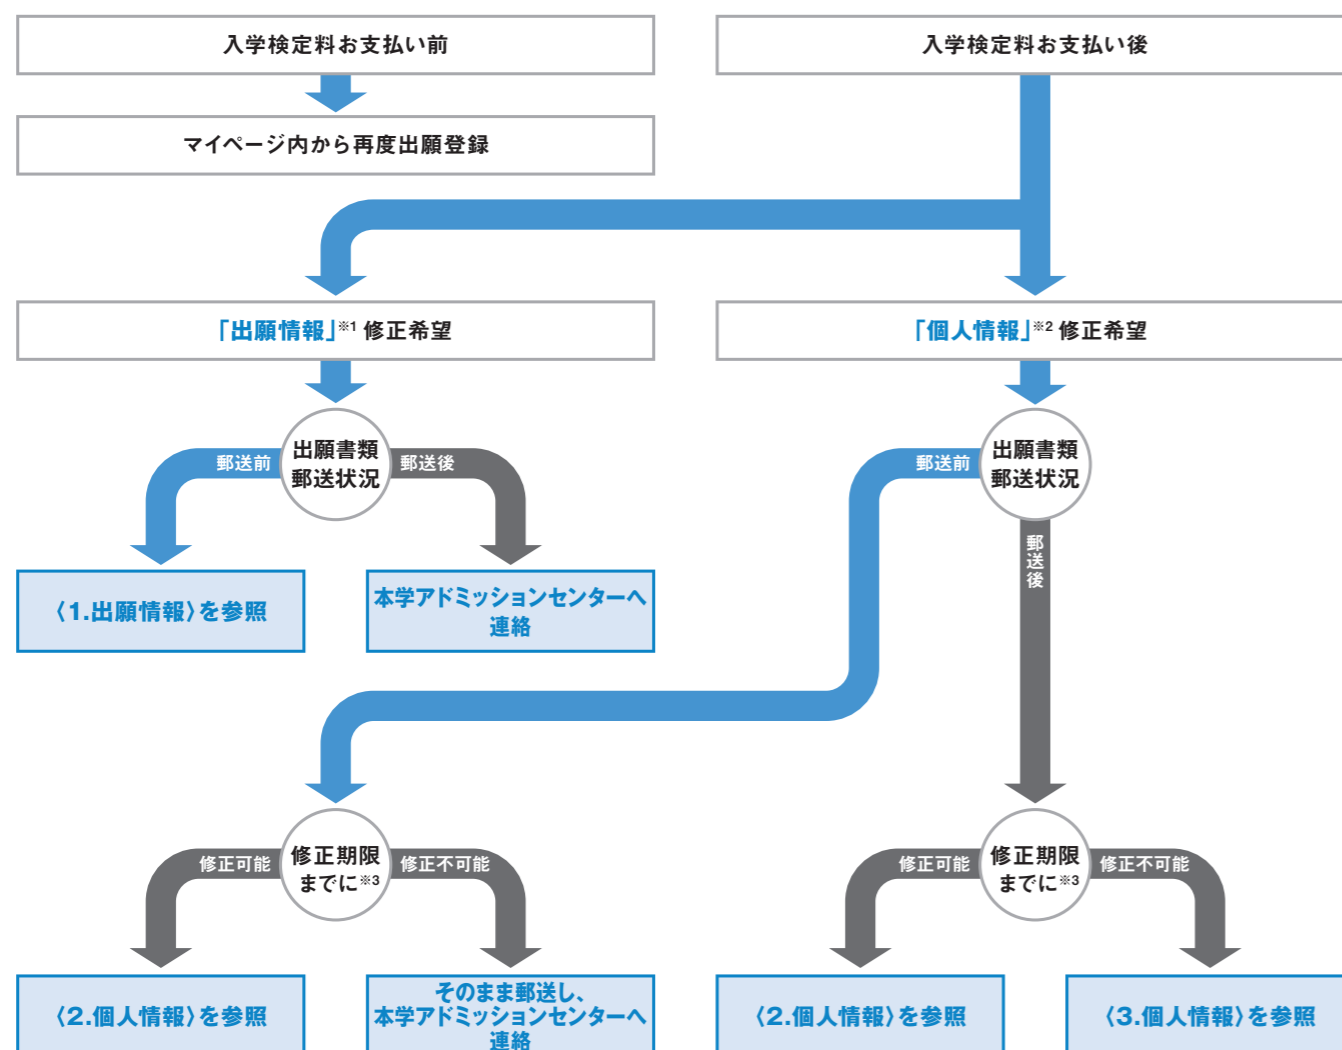 入学検定料お支払い前
入学検定料お支払い後
マイページ内から再度出願登録
「出願情報」※1 修正希望
「個人情報」※2 修正希望
出願書類
郵送状況
郵送前
郵送後
出願書類
郵送状況
郵送前
郵送後
〈1.出願情報〉を参照
本学アドミッションセンターへ
連絡
修正期限
までに※3
修正可能
修正不可能
修正期限
までに※3
修正可能
修正不可能
〈2.個人情報〉を参照
そのまま郵送し、
本学アドミッションセンターへ
連絡
〈2.個人情報〉を参照
〈3.個人情報〉を参照